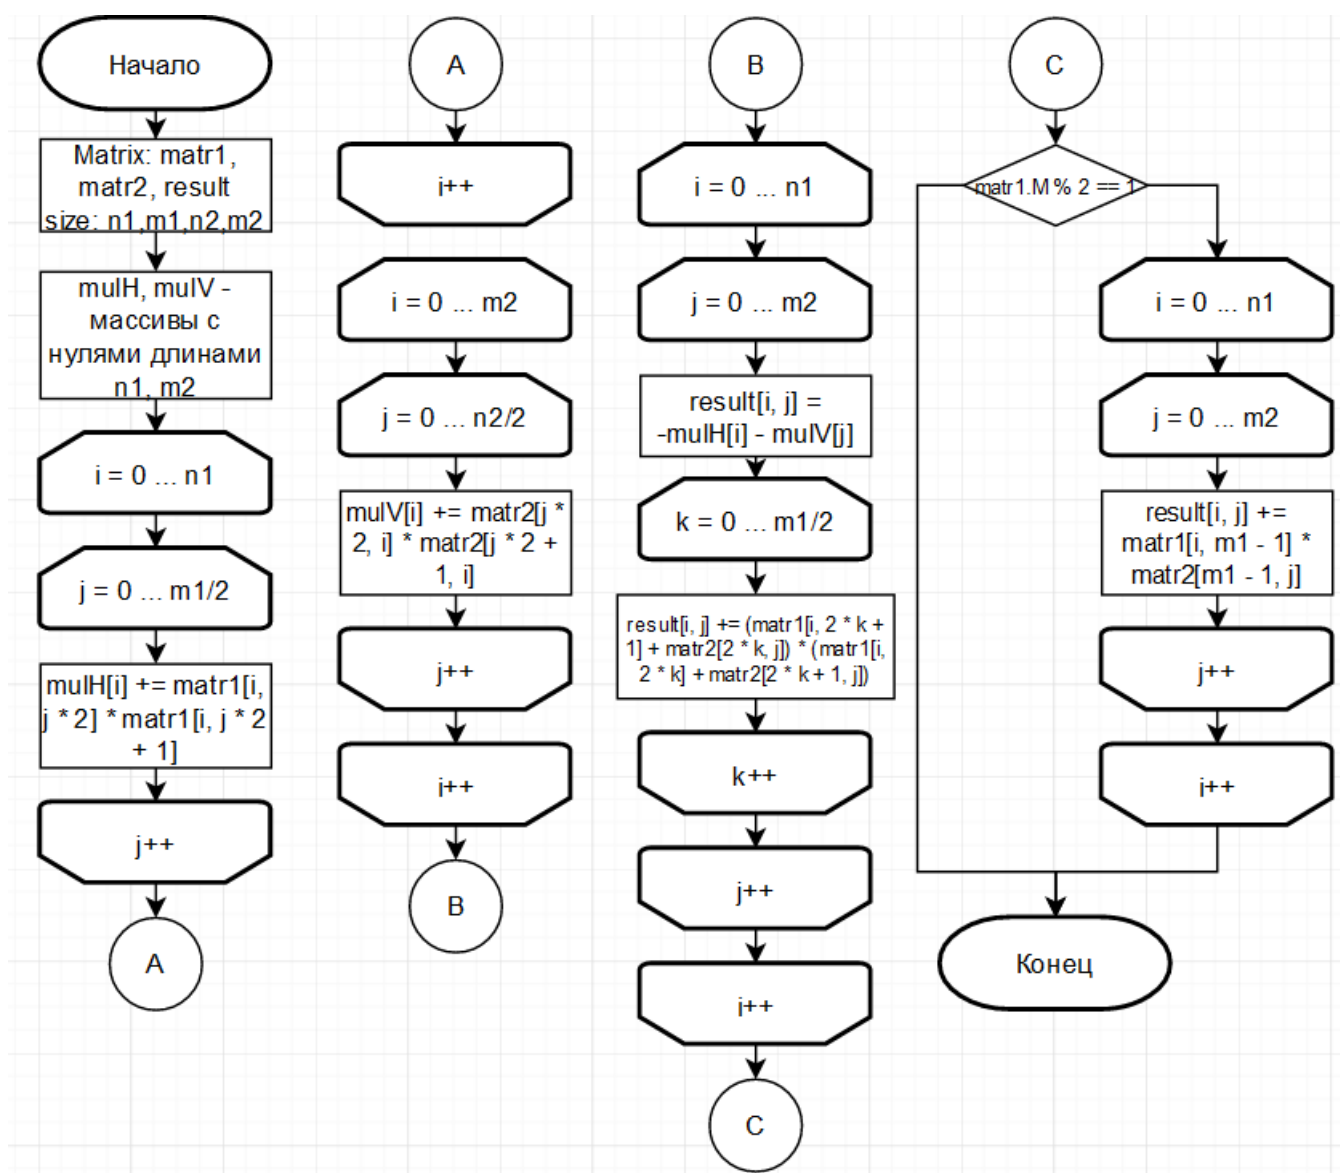 Начало
Matrix: matr1,
matr2, result
size: n1,m1,n2,m2
mulH, mulV -
массивы с
нулями длинами
n1, m2
i = 0 ... n1
j = 0 ... m1/2
mulH[i] += matr1[i,
j * 2] * matr1[i, j * 2
+ 1]
j++
A
A
i++
i = 0 ... m2
j = 0 ... n2/2
mulV[i] += matr2[j *
2, i] * matr2[j * 2 +
1, i]
j++
i++
B
B
i = 0 ... n1
j = 0 ... m2
result[i, j] =
-mulH[i] - mulV[j]
k = 0 ... m1/2
result[i, j] += (matr1[i, 2 * k +
1] + matr2[2 * k, j]) * (matr1[i,
2 * k] + matr2[2 * k + 1, j])
k++
j++
i++
C
C
matr1.M % 2 == 1
i = 0 ... n1
j = 0 ... m2
result[i, j] +=
matr1[i, m1 - 1] *
matr2[m1 - 1, j]
j++
i++
Конец